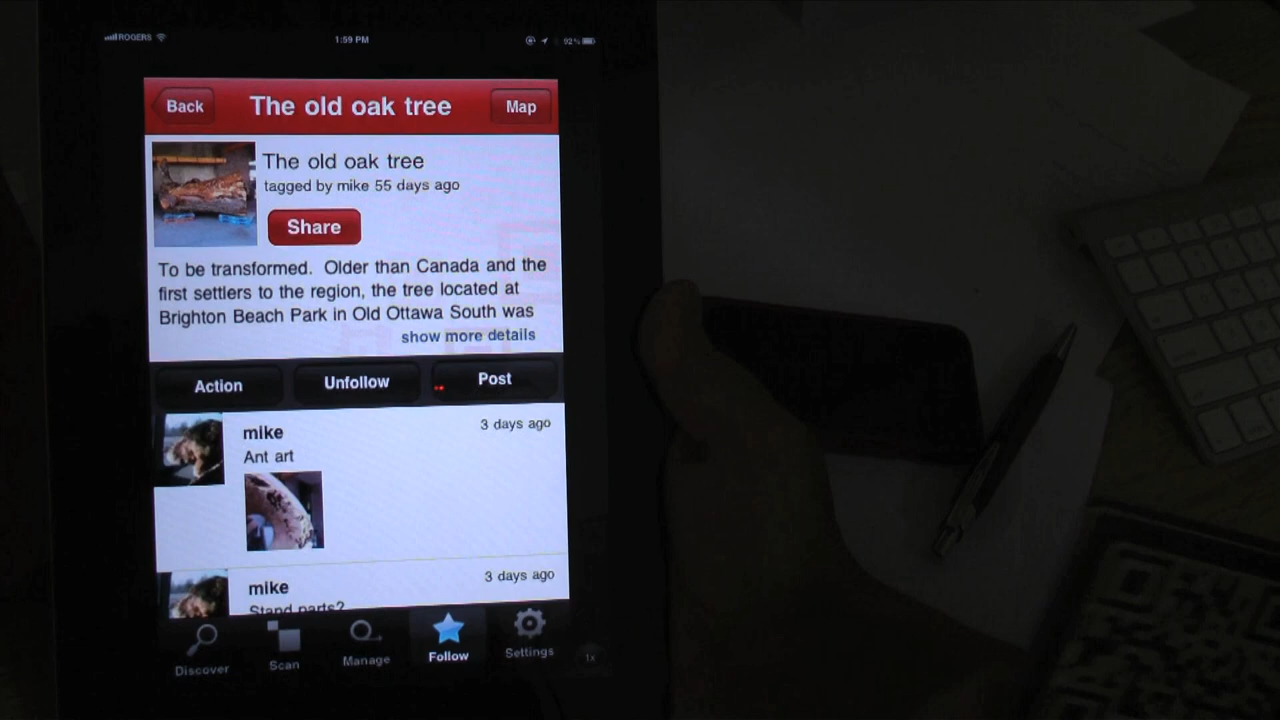 ROGERS
1:59 PM
92%
Back
The old oak tree
Map
The old oak tree
tagged by mike 55 days ago
Share
To be transformed. Older than Canada and the
first settlers to the region, the tree located at
Brighton Beach Park in Old Ottawa South was
show more details
Action
Unfollow
Post
mike
3 days ago
Ant art
mike
3 days ago
Stand parts?
Discover
Scan
Manage
Follow
Settings
1x